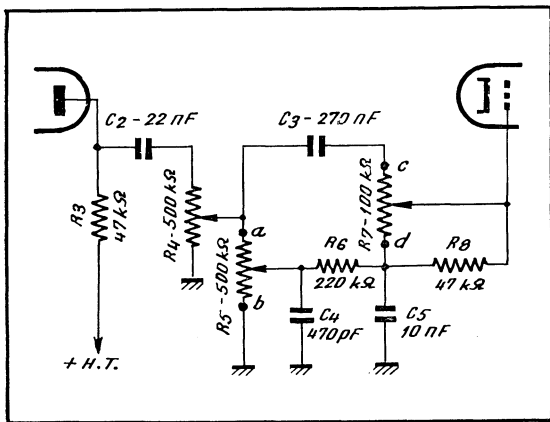 C2-22 nF
C3-270 nF
R3
47 kΩ
R4-500 kΩ
c
R7-100 kΩ
d
a
R5-500 kΩ
b
R6
220 kΩ
R8
47 kΩ
C4
470 pF
C5
10 nF
+ H.T.